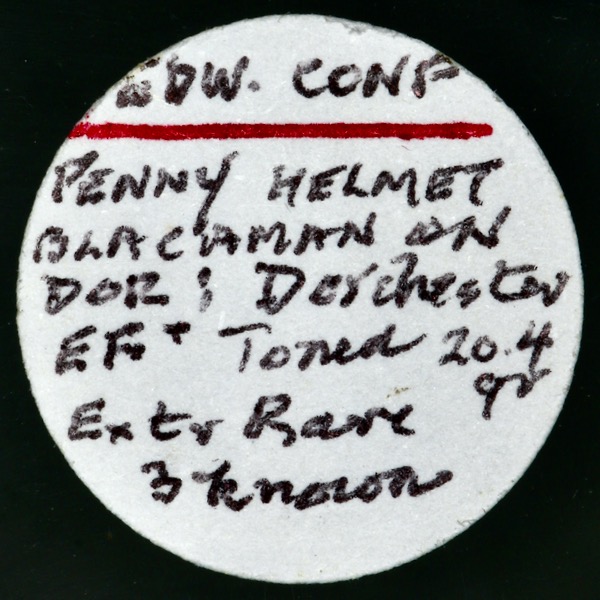 EDW. CONF
PENNY HELMET
BLACAMAN ON
DOR : Dorchester
EF+ Toned 20.4
gr
Extr Rare
3 known